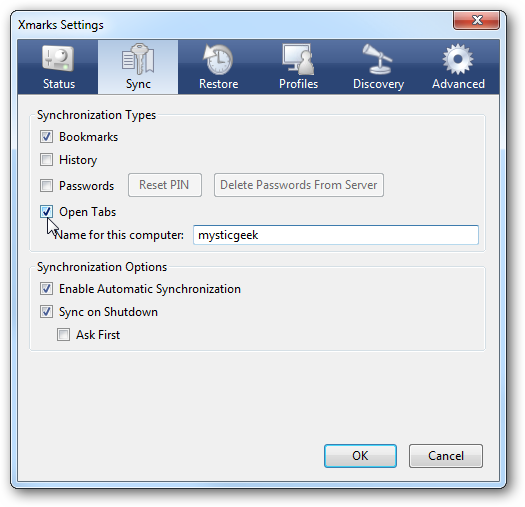 Xmarks Settings
Status Sync Restore Profiles Discovery Advanced
Synchronization Types
Bookmarks
History
Passwords Reset PIN Delete Passwords From Server
Open Tabs
Name for this computer: mysticgeek
Synchronization Options
Enable Automatic Synchronization
Sync on Shutdown
Ask First
OK Cancel